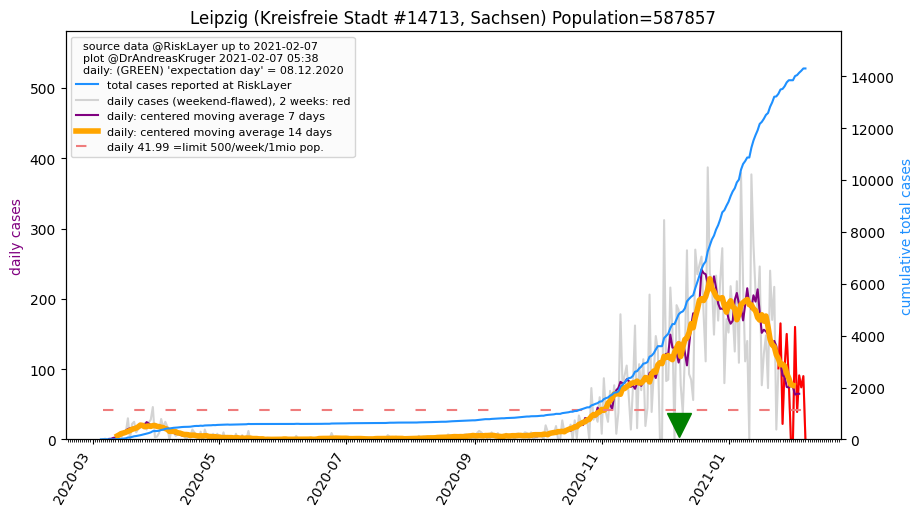 Leipzig (Kreisfreie Stadt #14713, Sachsen) Population=587857
source data @RiskLayer up to 2021-02-07
plot @DrAndreasKruger 2021-02-07 05:38
daily: (GREEN) 'expectation day' = 08.12.2020
total cases reported at RiskLayer
daily cases (weekend-flawed), 2 weeks: red
daily: centered moving average 7 days
daily: centered moving average 14 days
daily 41.99 =limit 500/week/1mio pop.
daily cases
500
400
300
200
100
0
14000
12000
10000
8000
6000
4000
2000
0
cumulative total cases
2020-03
2020-05
2020-07
2020-09
2020-11
2021-01